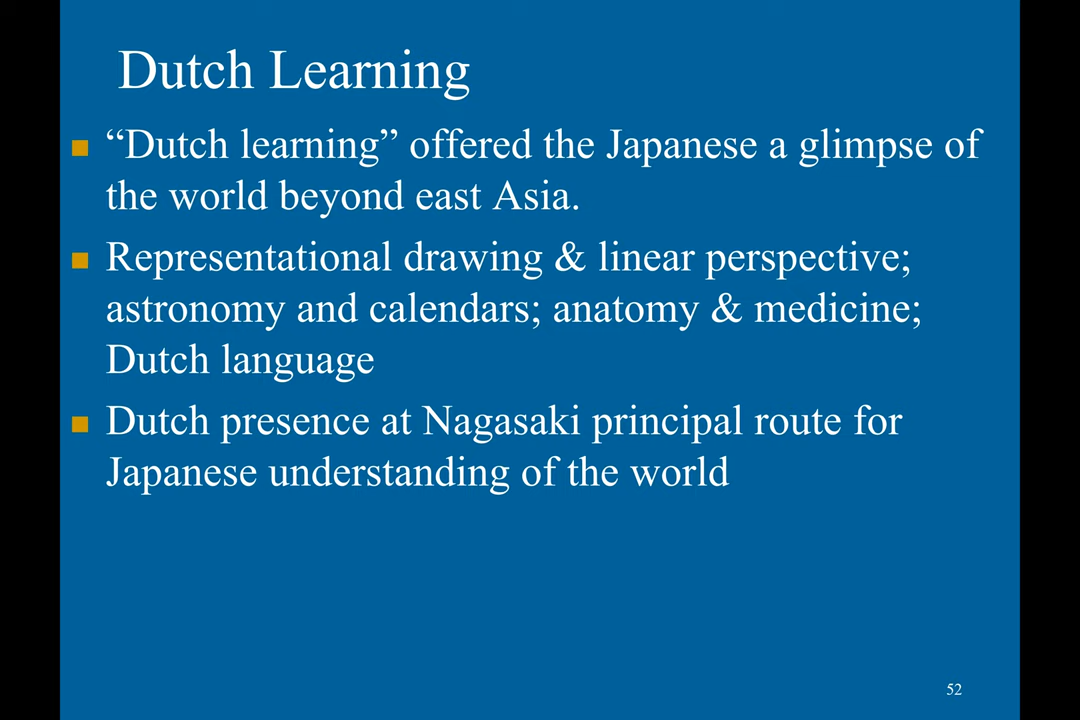 Dutch Learning
“Dutch learning” offered the Japanese a glimpse of
the world beyond east Asia.
Representational drawing & linear perspective;
astronomy and calendars; anatomy & medicine;
Dutch language
Dutch presence at Nagasaki principal route for
Japanese understanding of the world
52